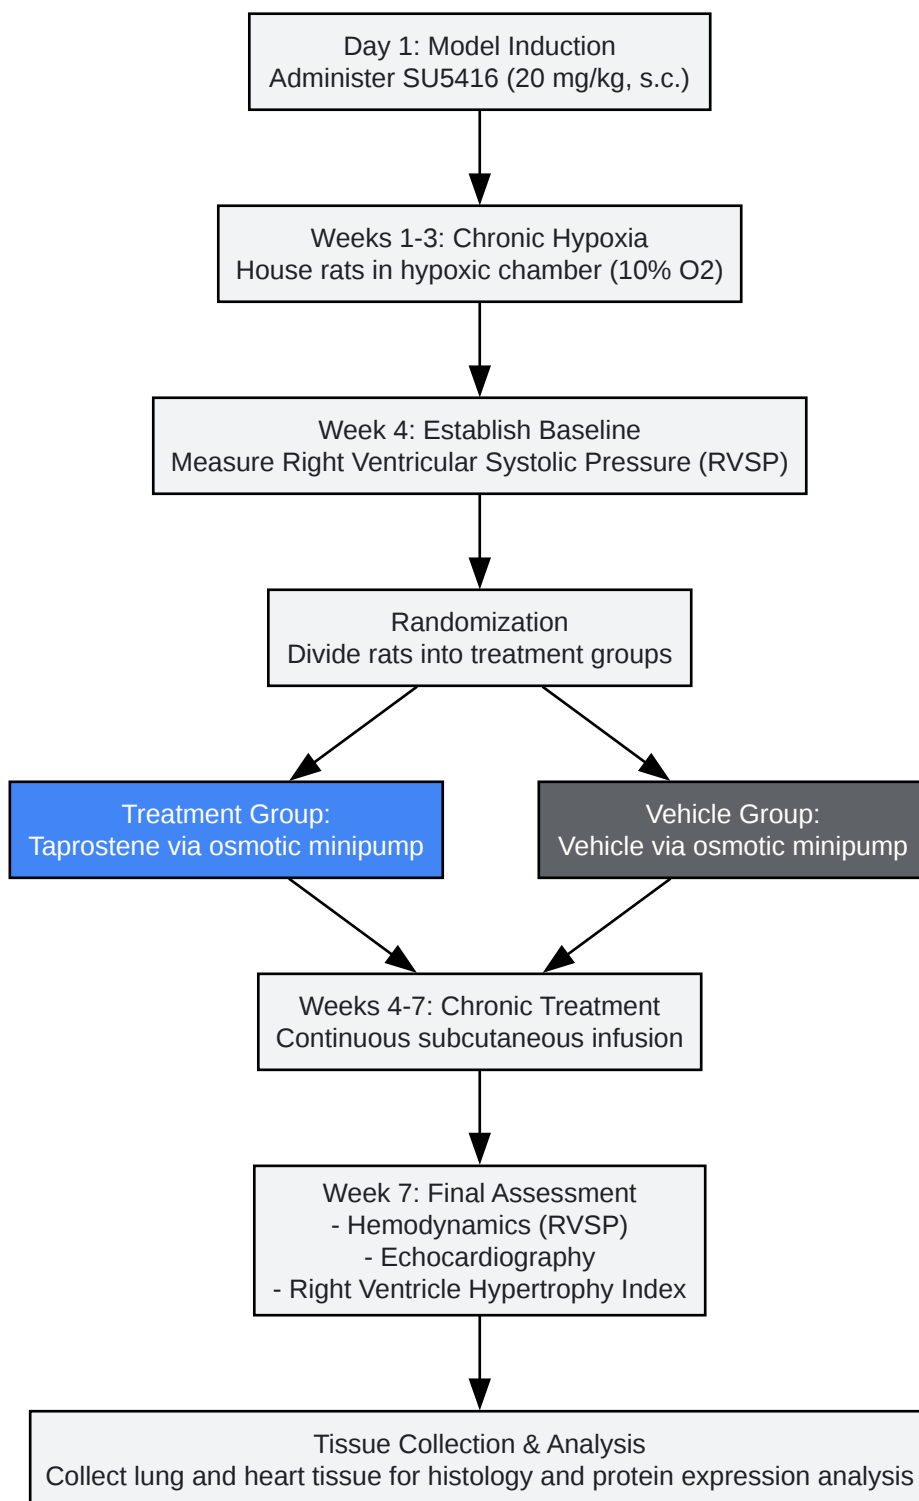 Day 1: Model Induction
Administer SU5416 (20 mg/kg, s.c.)
Weeks 1-3: Chronic Hypoxia
House rats in hypoxic chamber (10% O2)
Week 4: Establish Baseline
Measure Right Ventricular Systolic Pressure (RVSP)
Randomization
Divide rats into treatment groups
Treatment Group:
Taprostene via osmotic minipump
Vehicle Group:
Vehicle via osmotic minipump
Weeks 4-7: Chronic Treatment
Continuous subcutaneous infusion
Week 7: Final Assessment
- Hemodynamics (RVSP)
- Echocardiography
- Right Ventricle Hypertrophy Index
Tissue Collection & Analysis
Collect lung and heart tissue for histology and protein expression analysis